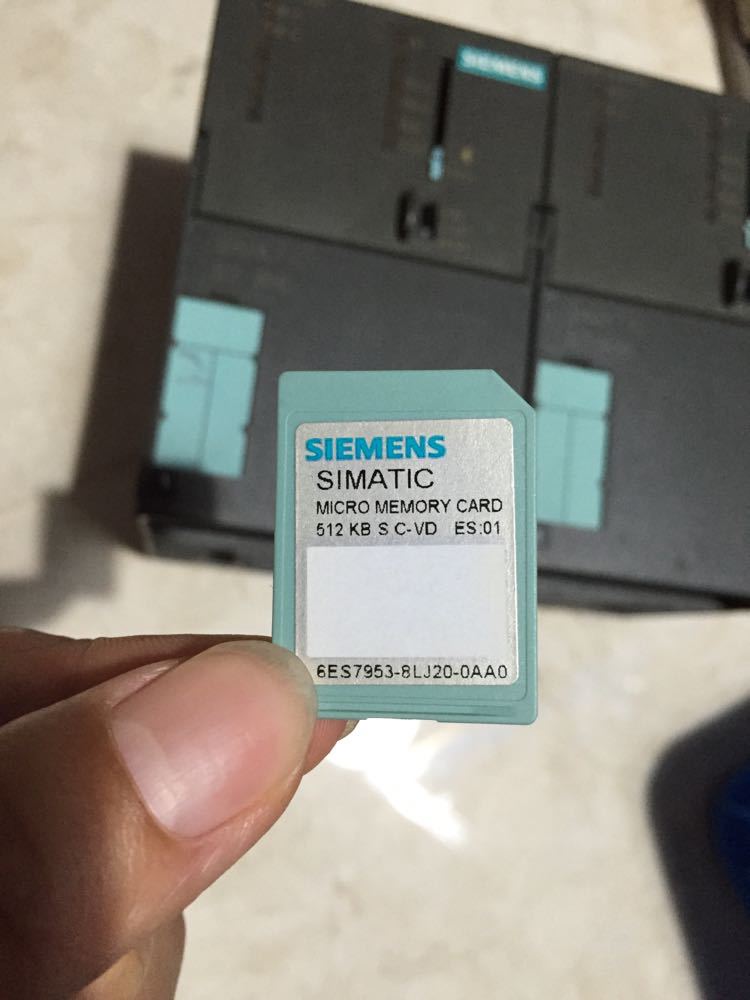 SIEMENS
SIEMENS
SIMATIC
MICRO MEMORY CARD
512 KB S C-VD ES:01
6ES7953-8LJ20-0AA0